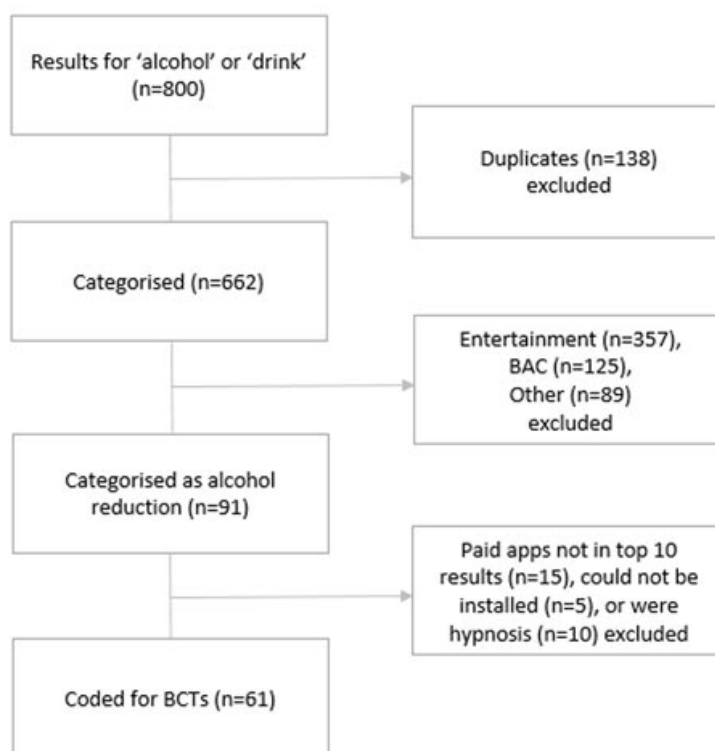 Results for ‘alcohol’ or ‘drink’
(n=800)
Duplicates (n=138)
excluded
Categorised (n=662)
Entertainment (n=357),
BAC (n=125),
Other (n=89)
excluded
Categorised as alcohol
reduction (n=91)
Paid apps not in top 10
results (n=15), could not be
installed (n=5), or were
hypnosis (n=10) excluded
Coded for BCTs (n=61)